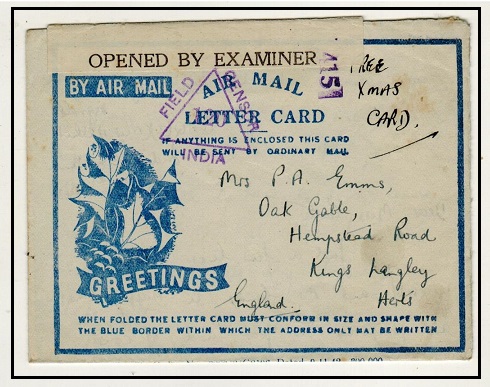 OPENED BY EXAMINER 415
BY AIR MAIL
AIR MAIL
LETTER CARD
FIELD CENSOR
INDIA
FREE
XMAS
CARD.
IF ANYTHING IS ENCLOSED THIS CARD
WILL BE SENT BY ORDINARY MAIL.
Mrs P.A. Emms,
Oak Gable,
Hempstead Road
Kings Langley
Herts
England.
GREETINGS
WHEN FOLDED THE LETTER CARD MUST CONFORM IN SIZE AND SHAPE WITH
THE BLUE BORDER WITHIN WHICH THE ADDRESS ONLY MAY BE WRITTEN